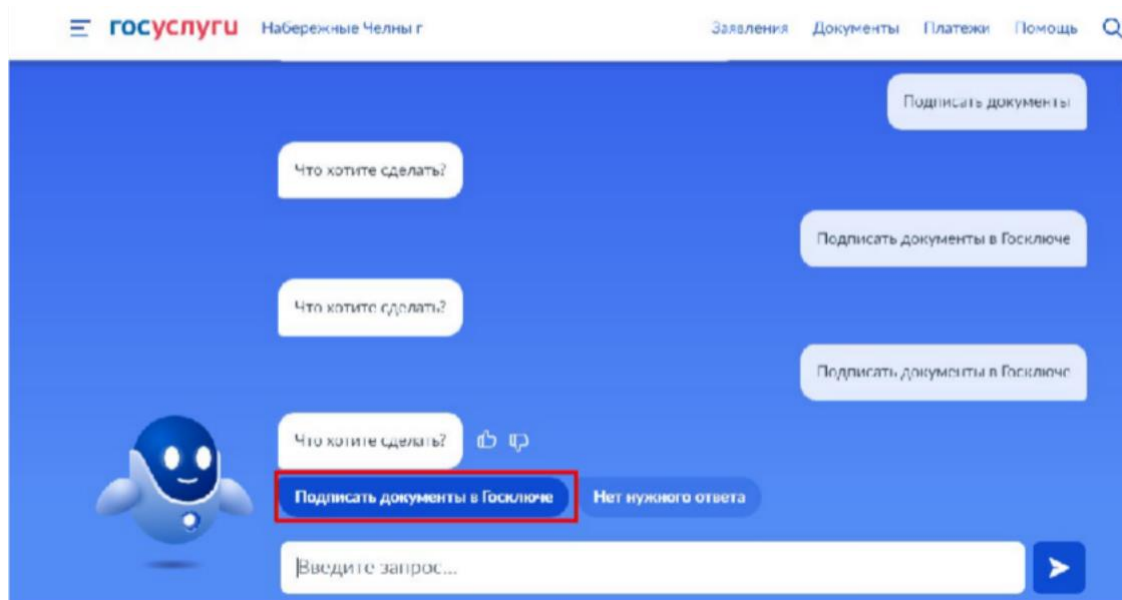 госуслуги Набережные Челны г Заявления Документы Платежи Помощь
Подписать документы
Что хотите сделать?
Подписать документы в Госключе
Что хотите сделать?
Подписать документы в Госключе
Что хотите сделать?
Подписать документы в Госключе Нет нужного ответа
Введите запрос...